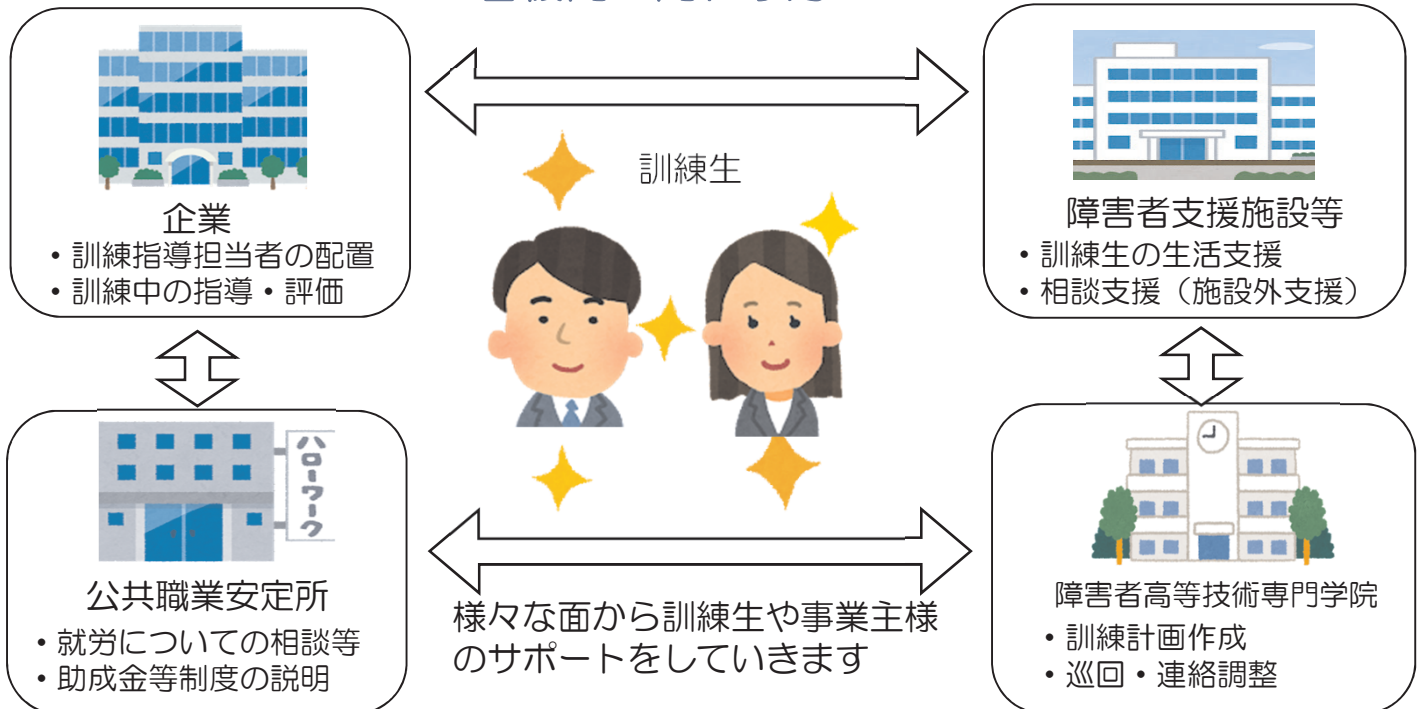 企業
・訓練指導担当者の配置
・訓練中の指導・評価
訓練生
障害者支援施設等
・訓練生の生活支援
・相談支援（施設外支援）
ハローワーク
公共職業安定所
・就労についての相談等
・助成金等制度の説明
様々な面から訓練生や事業主様
のサポートをしていきます
障害者高等技術専門学院
・訓練計画作成
・巡回・連絡調整